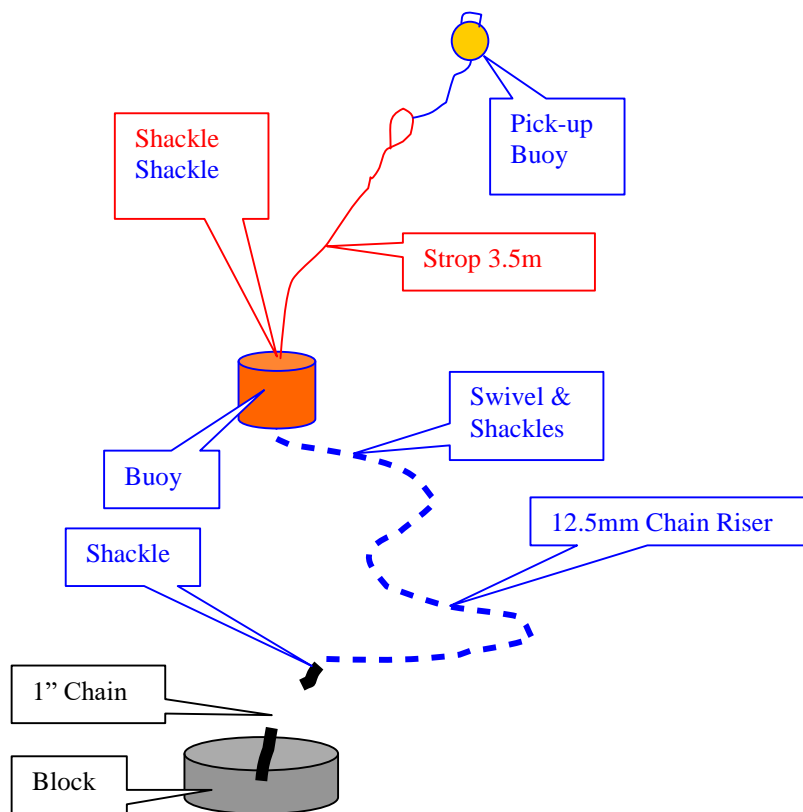 Pick-up
Buoy
Shackle
Shackle
Strop 3.5m
Swivel &
Shackles
Buoy
12.5mm Chain Riser
Shackle
1” Chain
Block